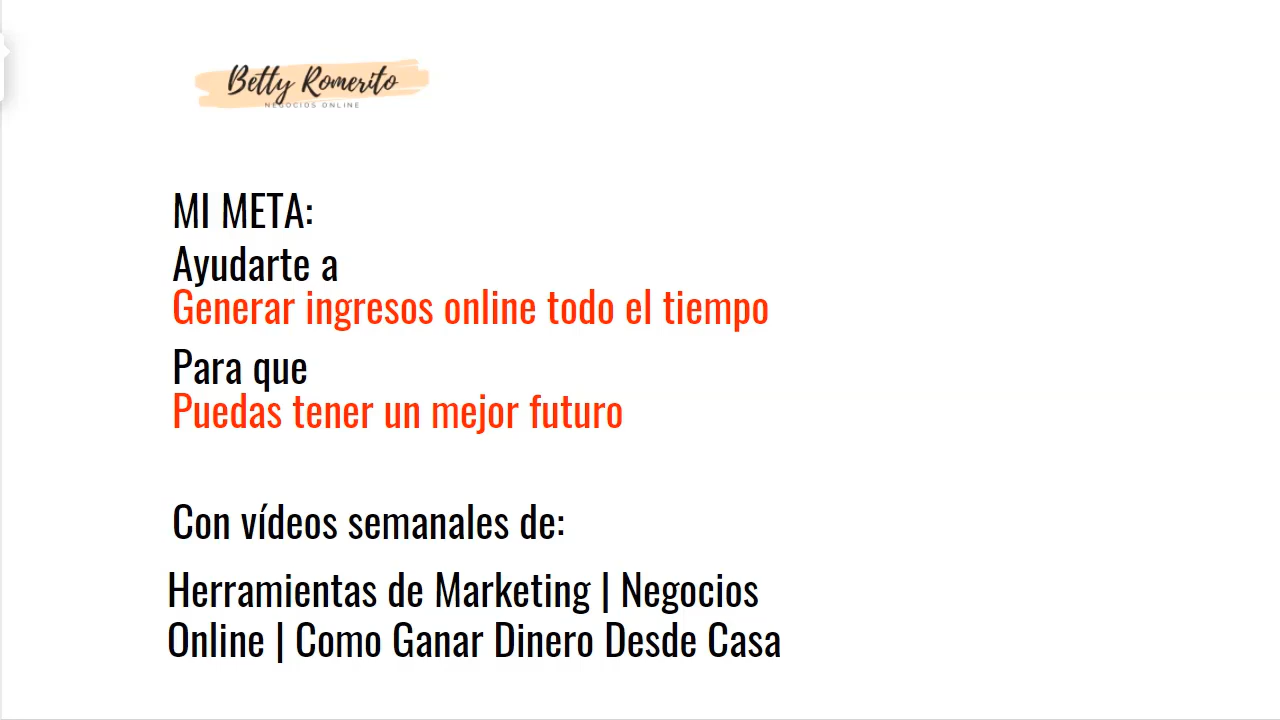 Betty Romerito
NEGOCIOS ONLINE
MI META:
Ayudarte a
Generar ingresos online todo el tiempo
Para que
Puedas tener un mejor futuro
Con vídeos semanales de:
Herramientas de Marketing | Negocios
Online | Como Ganar Dinero Desde Casa